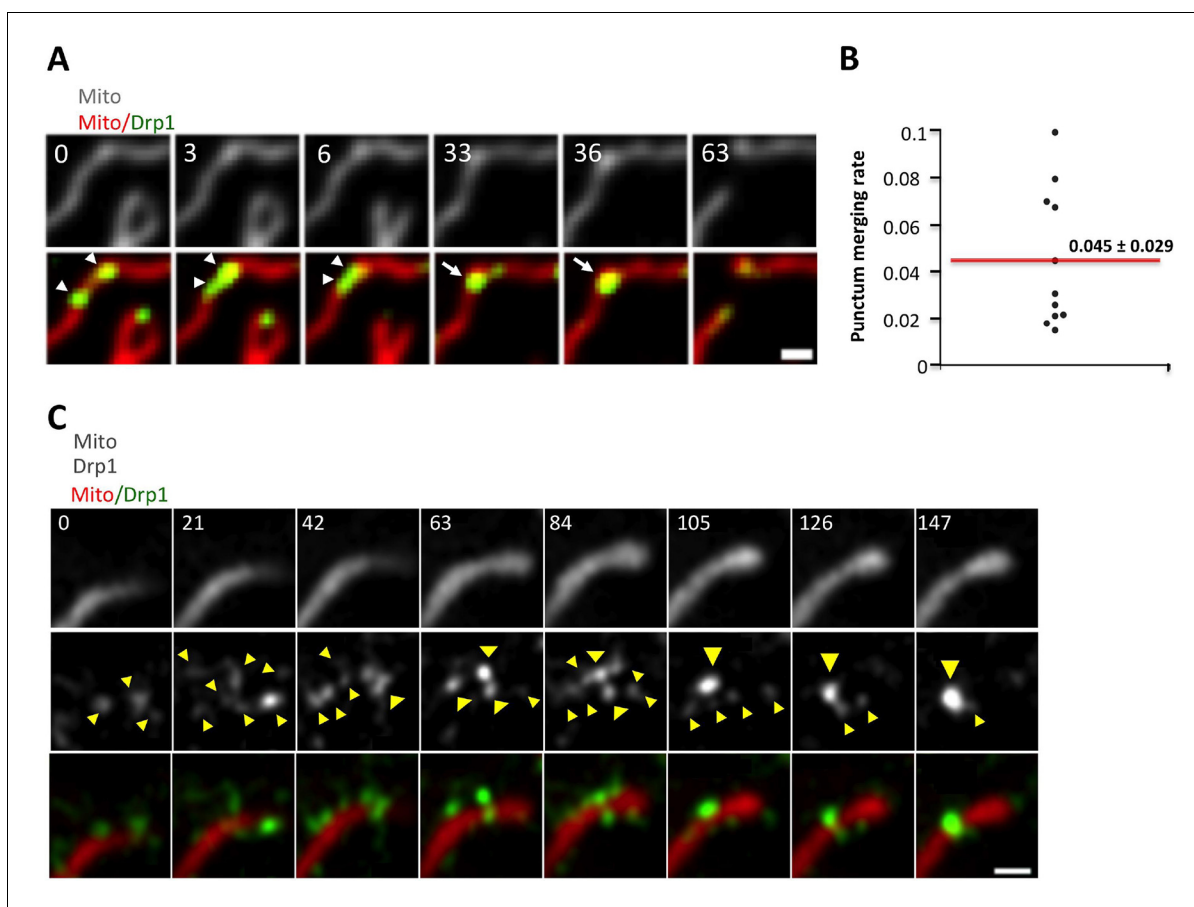 A
Mito
Mito/Drp1
0 3 6 33 36 63
B
0.1
0.08
0.06
0.04
0.02
0
Punctum merging rate
0.045 ± 0.029
C
Mito
Drp1
Mito/Drp1
0 21 42 63 84 105 126 147